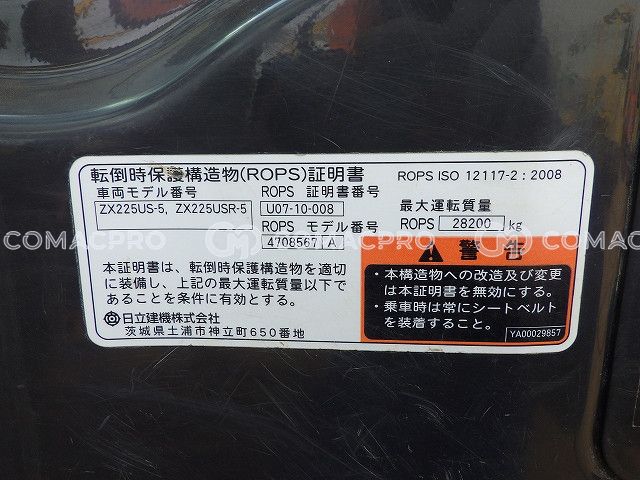 転倒時保護構造物(ROPS)証明書
ROPS ISO 12117-2:2008
車両モデル番号
ZX225US-5, ZX225USR-5
ROPS 証明書番号
U07-10-008
ROPS モデル番号
4708567 A
最大運転質量
ROPS 28200 kg
本証明書は、転倒時保護構造物を適切
に装備し、上記の最大運転質量以下で
あることを条件に有効とする。
日立建機株式会社
茨城県土浦市神立町650番地
警告
・本構造物への改造及び変更
は本証明書を無効にする。
・乗車時は常にシートベルト
を装着すること。
YA00029857
COMACPRO
COMACPRO
COMACPRO